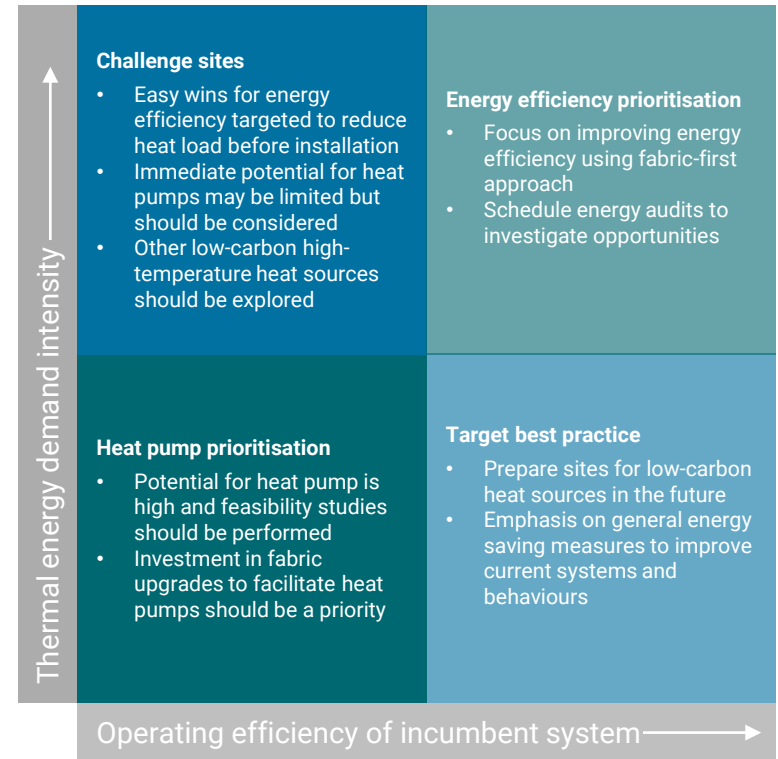 Thermal energy demand intensity
Challenge sites
• Easy wins for energy
efficiency targeted to reduce
heat load before installation
• Immediate potential for heat
pumps may be limited but
should be considered
• Other low-carbon high-
temperature heat sources
should be explored
Energy efficiency prioritisation
• Focus on improving energy
efficiency using fabric-first
approach
• Schedule energy audits to
investigate opportunities
Heat pump prioritisation
• Potential for heat pump is
high and feasibility studies
should be performed
• Investment in fabric
upgrades to facilitate heat
pumps should be a priority
Target best practice
• Prepare sites for low-carbon
heat sources in the future
• Emphasis on general energy
saving measures to improve
current systems and
behaviours
Operating efficiency of incumbent system